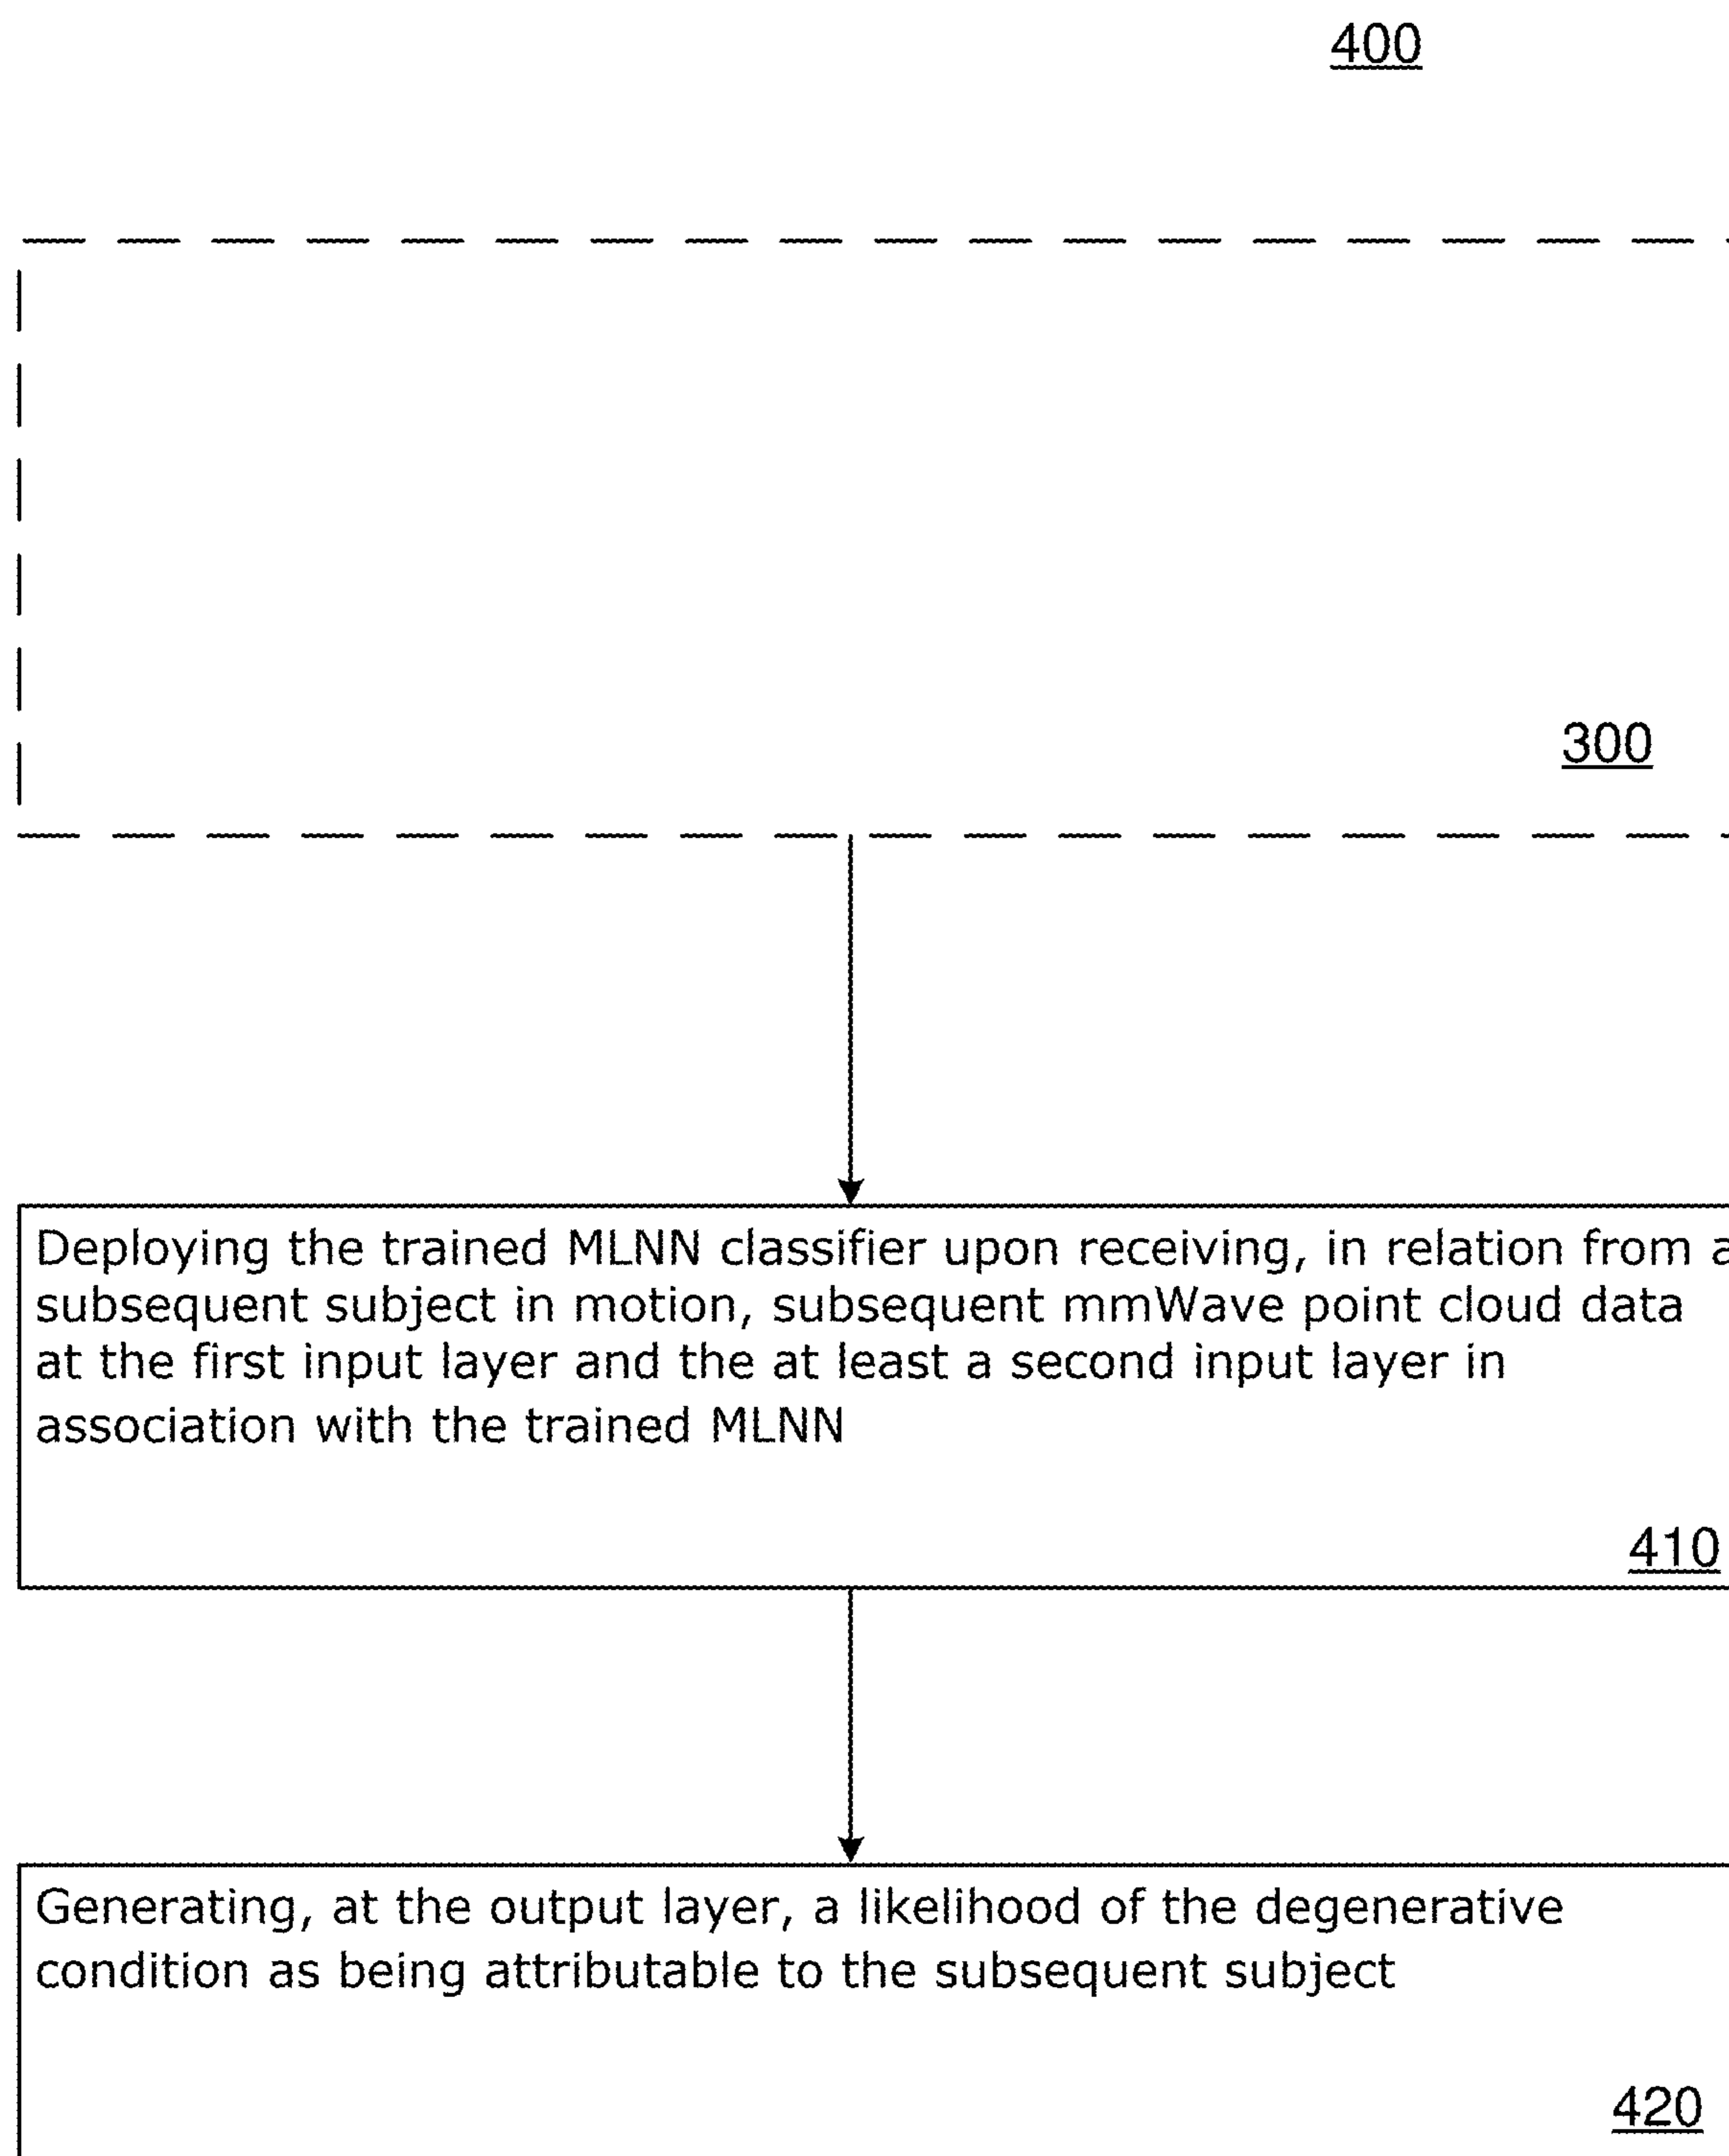 400
300
Deploying the trained MLNN classifier upon receiving, in relation from a
subsequent subject in motion, subsequent mmWave point cloud data
at the first input layer and the at least a second input layer in
association with the trained MLNN
410
Generating, at the output layer, a likelihood of the degenerative
condition as being attributable to the subsequent subject
420